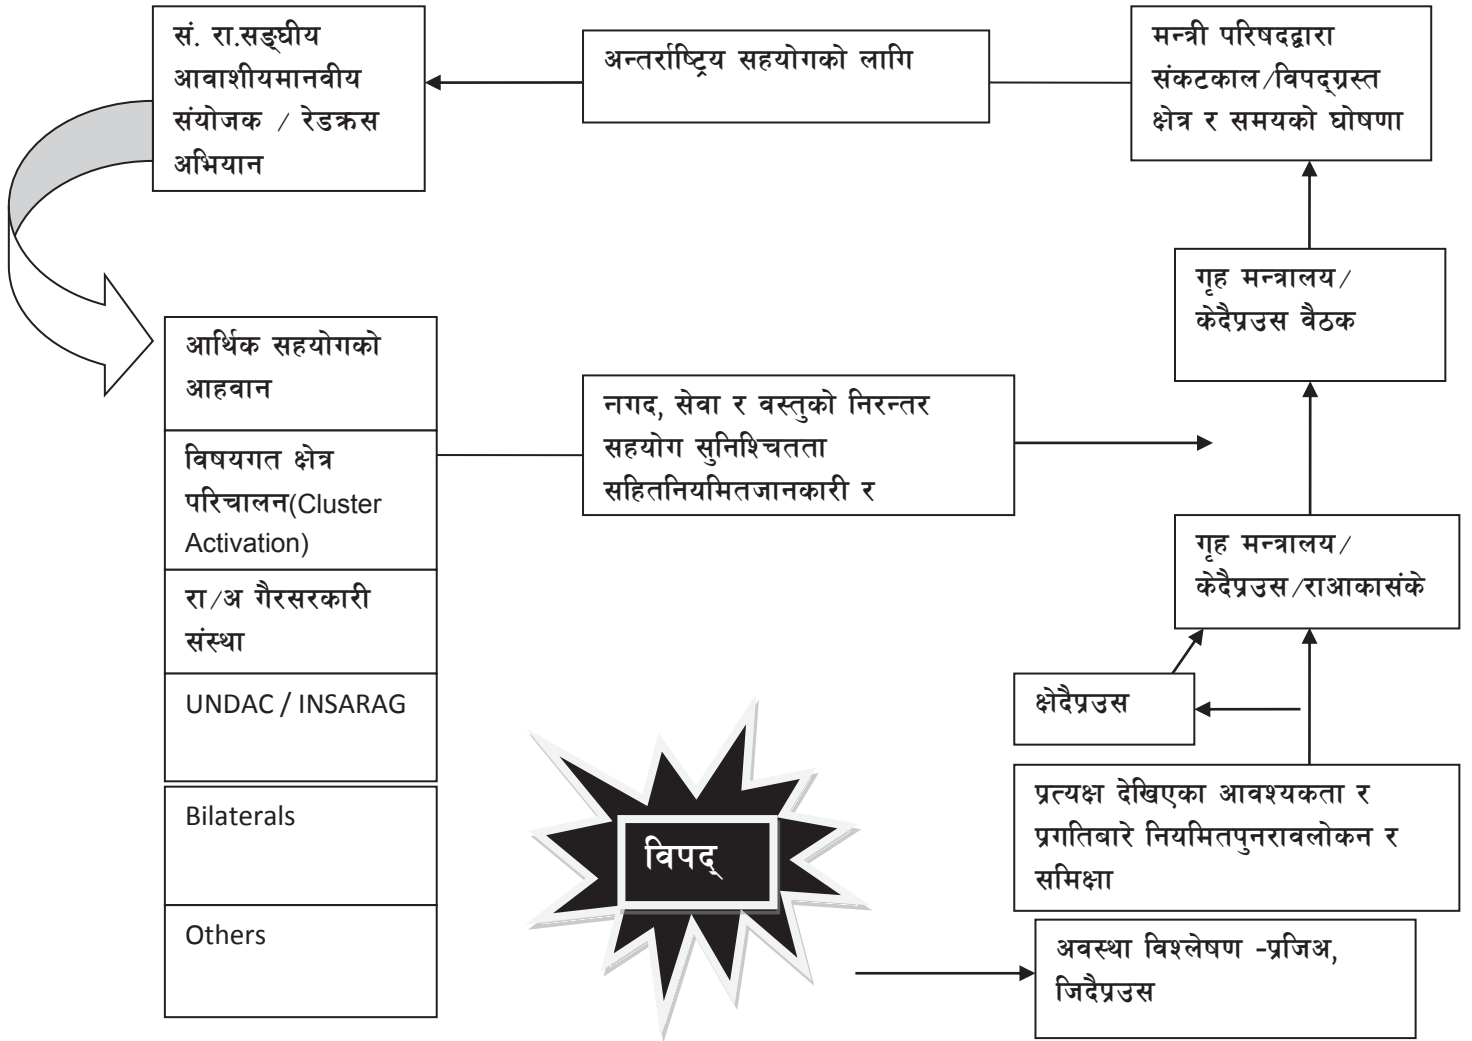 सं. रा.सङ्घीय
आवाशीयमानवीय
संयोजक / रेडक्रस
अभियान
अन्तर्राष्ट्रिय सहयोगको लागि
मन्त्री परिषदद्वारा
संकटकाल/विपद्ग्रस्त
क्षेत्र र समयको घोषणा
गृह मन्त्रालय/
केदैप्रउस बैठक
आर्थिक सहयोगको
आहवान
विषयगत क्षेत्र
परिचालन(Cluster
Activation)
रा/अ गैरसरकारी
संस्था
UNDAC / INSARAG
Bilaterals
Others
नगद, सेवा र वस्तुको निरन्तर
सहयोग सुनिश्चितता
सहितनियमितजानकारी र
गृह मन्त्रालय/
केदैप्रउस/राआकासंके
क्षेदैप्रउस
प्रत्यक्ष देखिएका आवश्यकता र
प्रगतिबारे नियमितपुनरावलोकन र
समिक्षा
विपद्
अवस्था विश्लेषण -प्रजिअ,
जिदैप्रउस